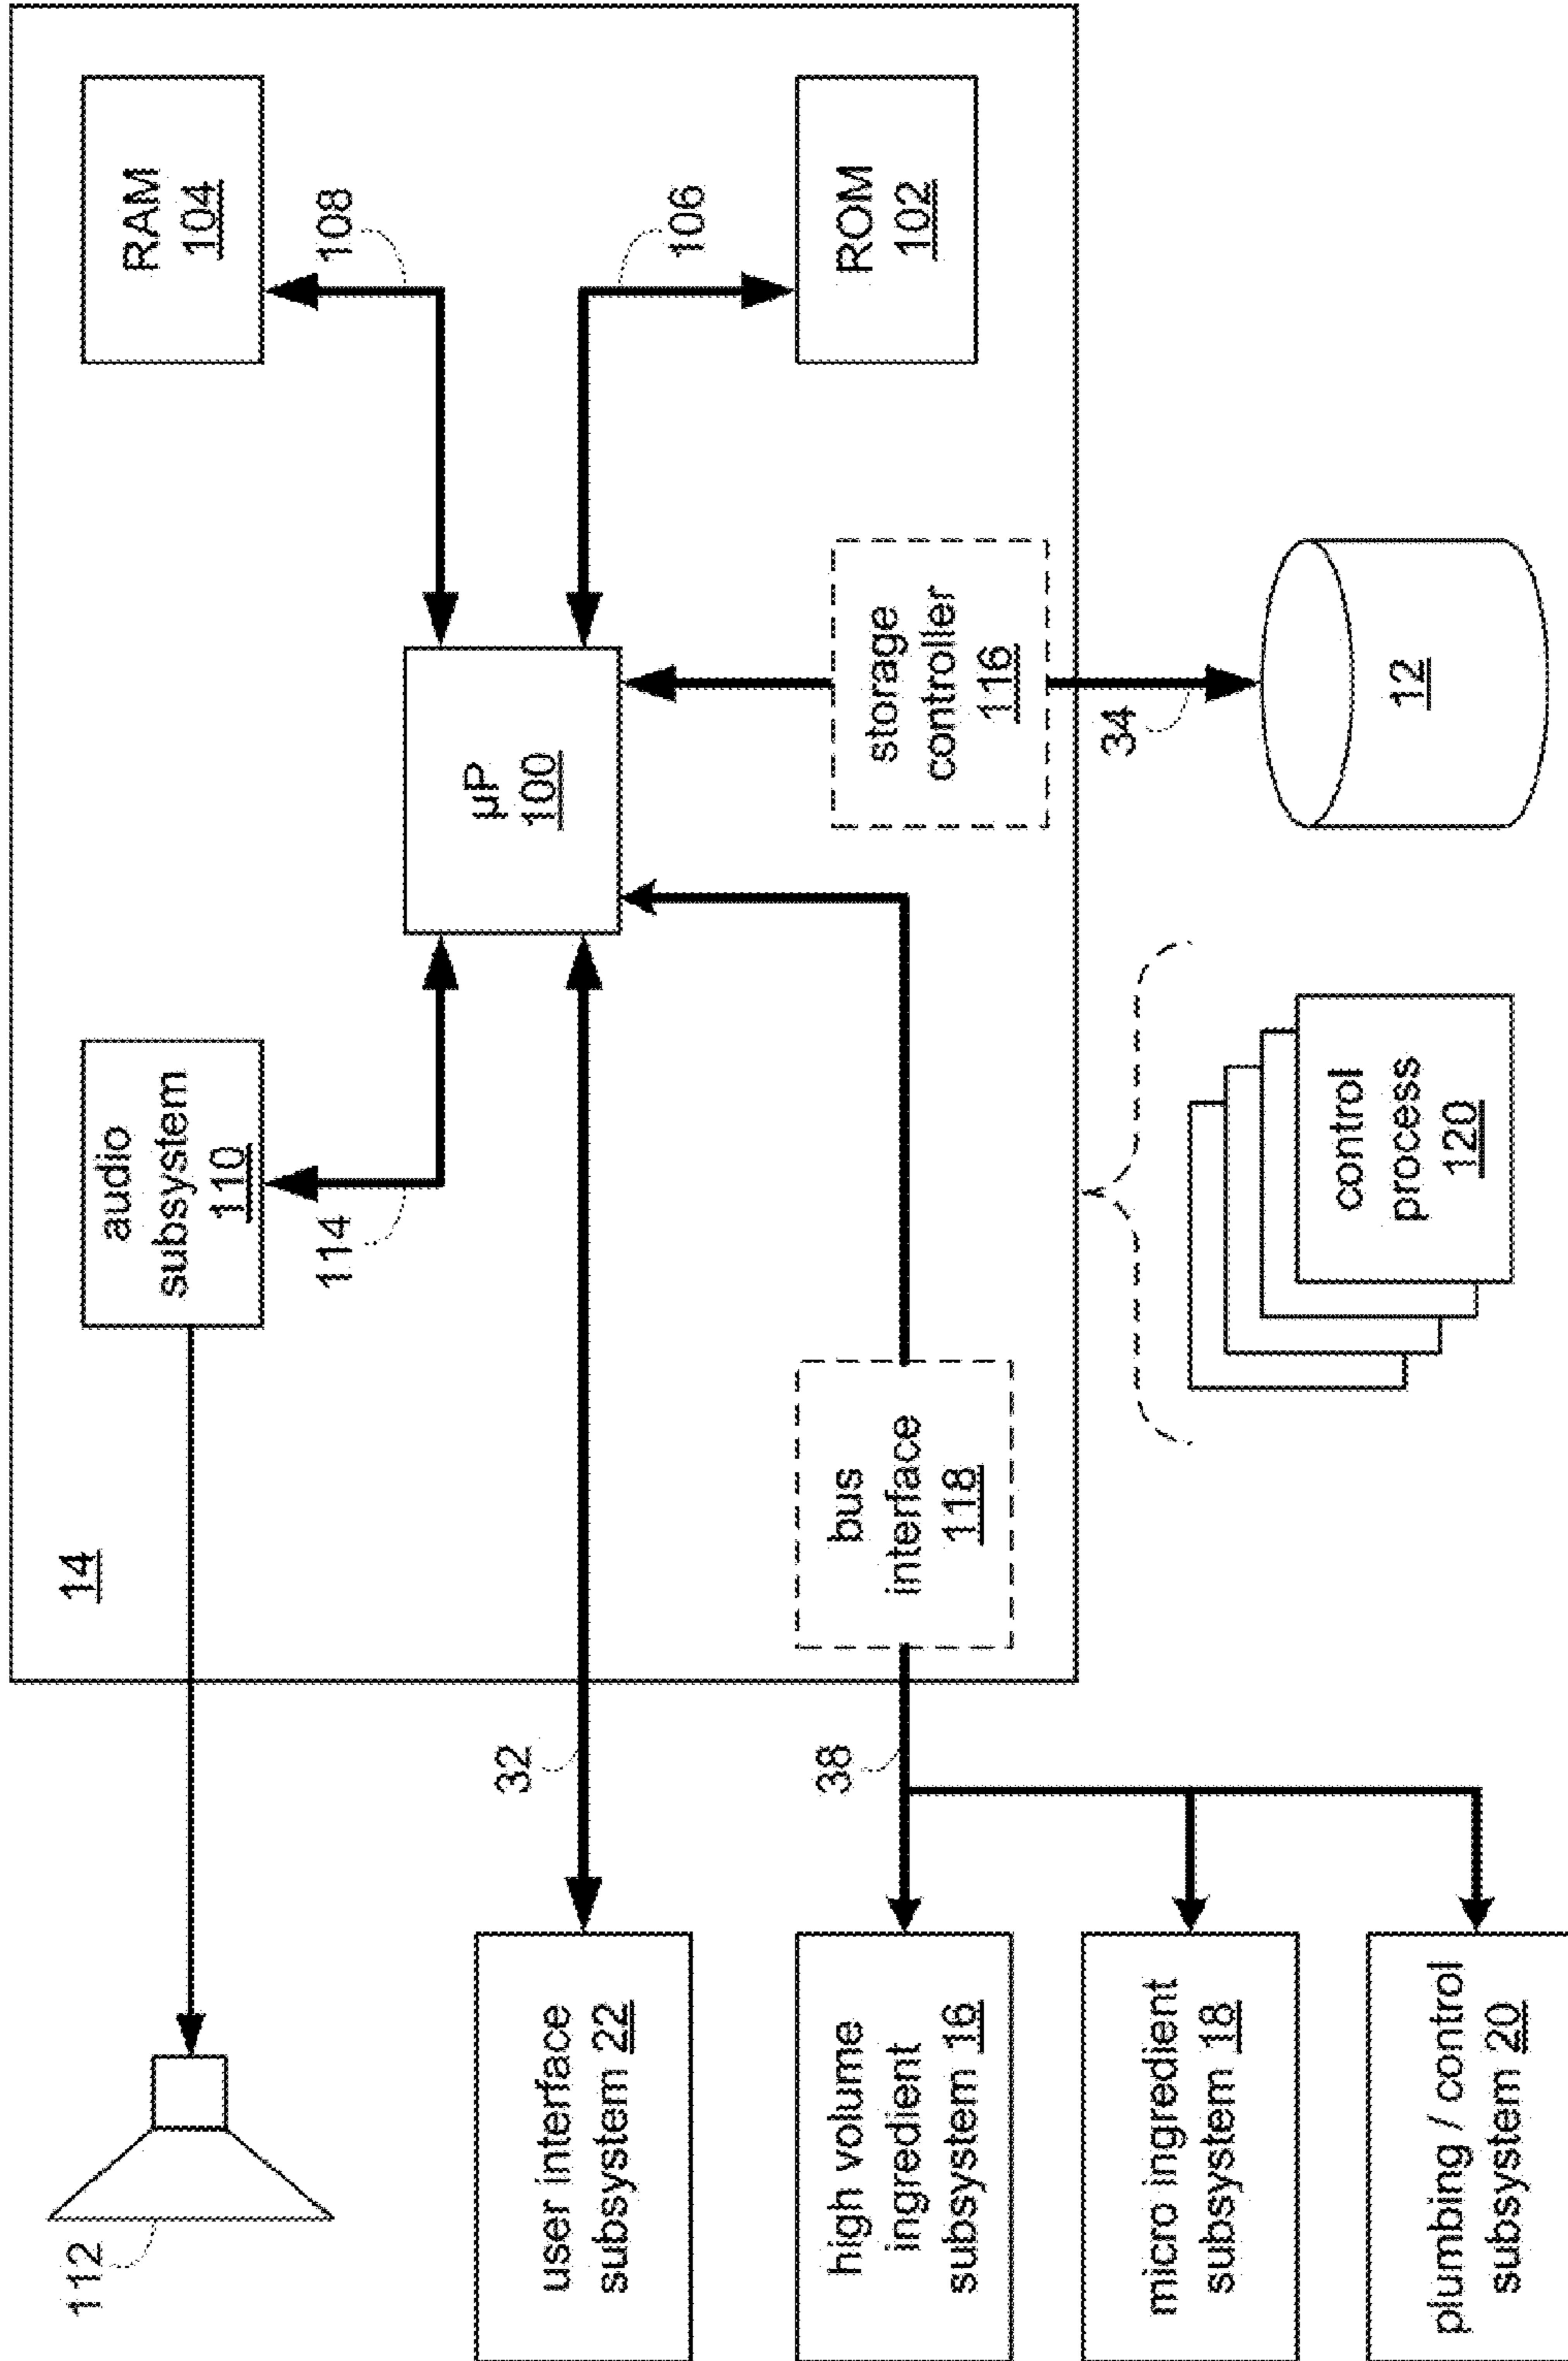 112
14
audio
subsystem
110
114
RAM
104
108
µP
100
106
ROM
102
32
user interface
subsystem 22
38
bus
interface
118
storage
controller
116
34
12
high volume
ingredient
subsystem 16
micro ingredient
subsystem 18
plumbing / control
subsystem 20
control
process
120